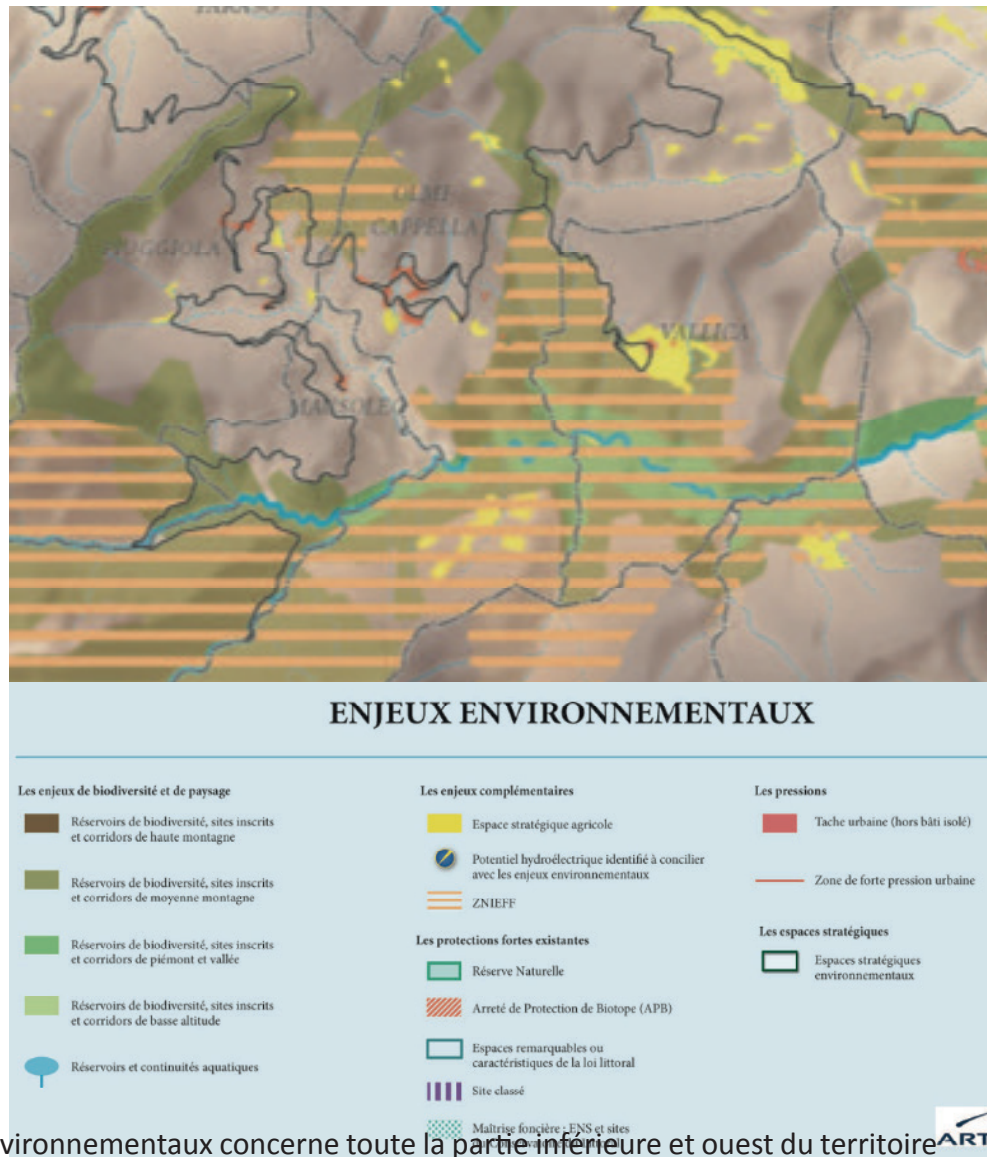 OLMI-
CAPPELLA
PIOGGIOLA
VALLICA
MAUSOLEO
ENJEUX ENVIRONNEMENTAUX
Les enjeux de biodiversité et de paysage
Réservoirs de biodiversité, sites inscrits
et corridors de haute montagne
Réservoirs de biodiversité, sites inscrits
et corridors de moyenne montagne
Réservoirs de biodiversité, sites inscrits
et corridors de piémont et vallée
Réservoirs de biodiversité, sites inscrits
et corridors de basse altitude
Réservoirs et continuités aquatiques
Les enjeux complémentaires
Espace stratégique agricole
Potentiel hydroélectrique identifié à concilier
avec les enjeux environnementaux
ZNIEFF
Les protections fortes existantes
Réserve Naturelle
Arreté de Protection de Biotope (APB)
Espaces remarquables ou
caractéristiques de la loi littoral
Site classé
Maîtrise foncière : ENS et sites
Les pressions
Tache urbaine (hors bâti isolé)
Zone de forte pression urbaine
Les espaces stratégiques
Espaces stratégiques
environnementaux
vironnementaux concerne toute la partie inférieure et ouest du territoire
ART